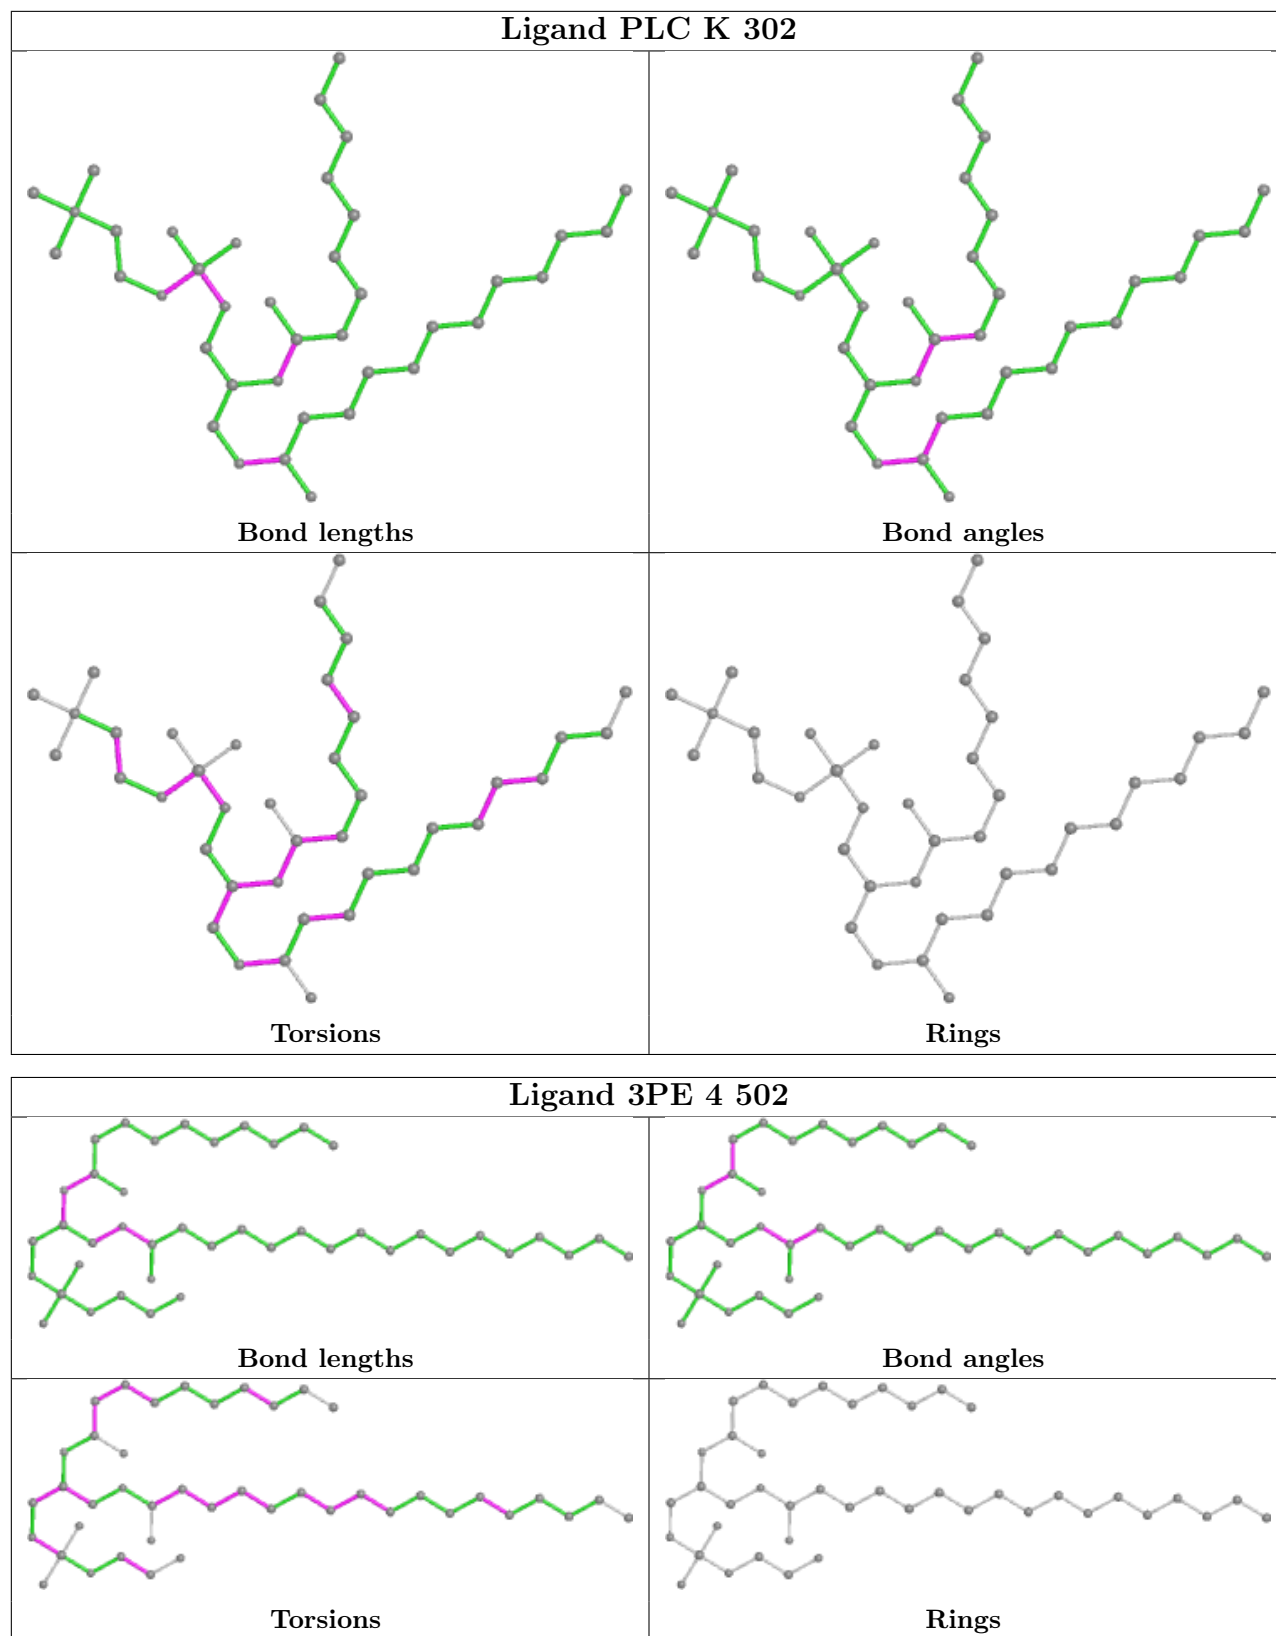 Ligand PLC K 302
Bond lengths
Bond angles
Torsions
Rings
Ligand 3PE 4 502
Bond lengths
Bond angles
Torsions
Rings